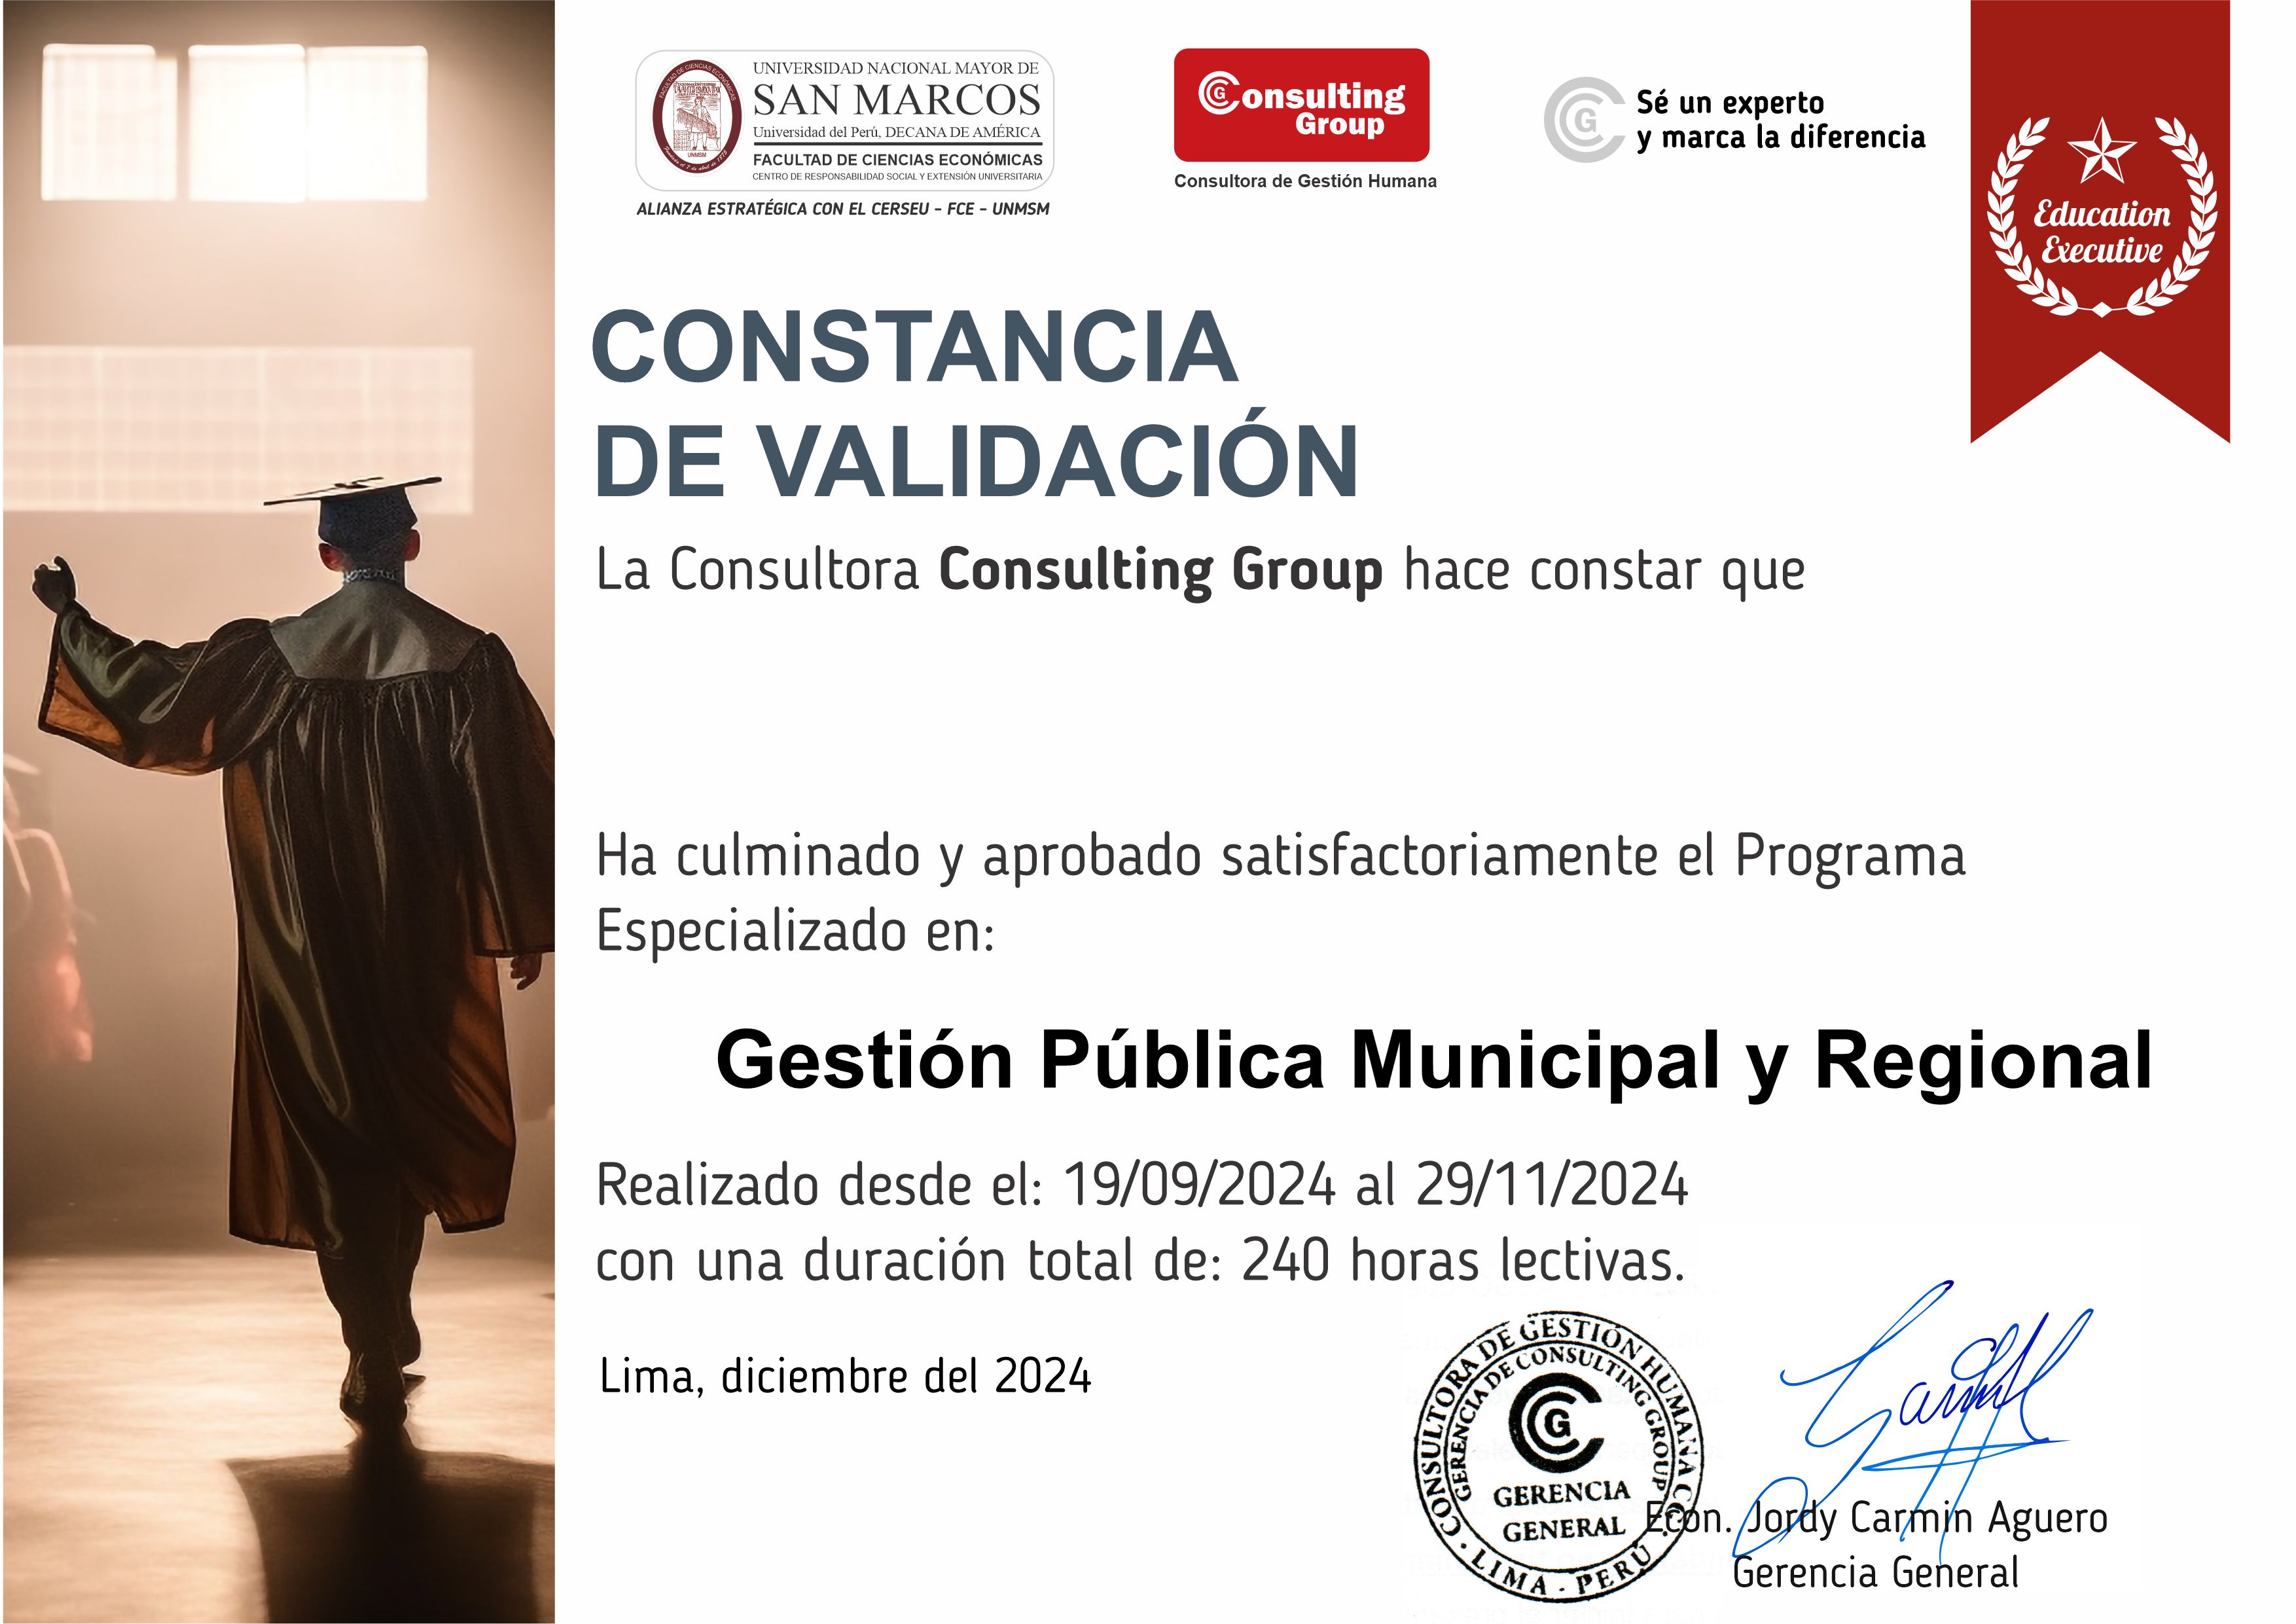 UNIVERSIDAD NACIONAL MAYOR DE
SAN MARCOS
Universidad del Perú, DECANA DE AMÉRICA
FACULTAD DE CIENCIAS ECONÓMICAS
CENTRO DE RESPONSABILIDAD SOCIAL Y EXTENSIÓN UNIVERSITARIA
FACULTAD DE CIENCIAS ECONÓMICAS
UNMSM
ALIANZA ESTRATÉGICA CON EL CERSEU - FCE - UNMSM
Consulting
Group
Consultora de Gestión Humana
Sé un experto
y marca la diferencia
Education
Executive
CONSTANCIA
DE VALIDACIÓN
La Consultora Consulting Group hace constar que
Ha culminado y aprobado satisfactoriamente el Programa
Especializado en:
Gestión Pública Municipal y Regional
Realizado desde el: 19/09/2024 al 29/11/2024
con una duración total de: 240 horas lectivas.
Lima, diciembre del 2024
CONSULTORA DE GESTIÓN HUMANA
GERENCIA DE CONSULTING GROUP
G
GERENCIA
GENERAL
LIMA - PERÚ
Econ. Jordy Carmin Aguero
Gerencia General